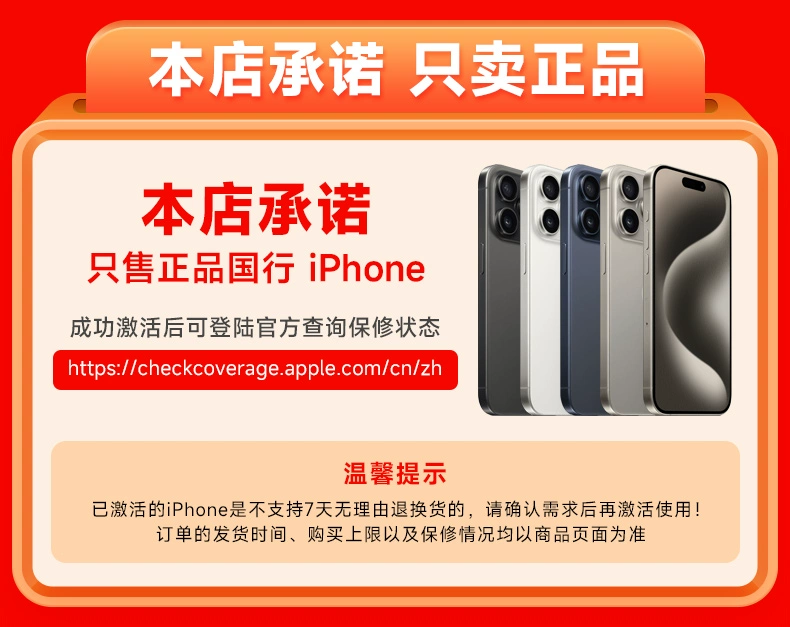 本店承诺 只卖正品
本店承诺
只售正品国行 iPhone
成功激活后可登陆官方查询保修状态
https://checkcoverage.apple.com/cn/zh
温馨提示
已激活的iPhone是不支持7天无理由退换货的，请确认需求后再激活使用！
订单的发货时间、购买上限以及保修情况均以商品页面为准